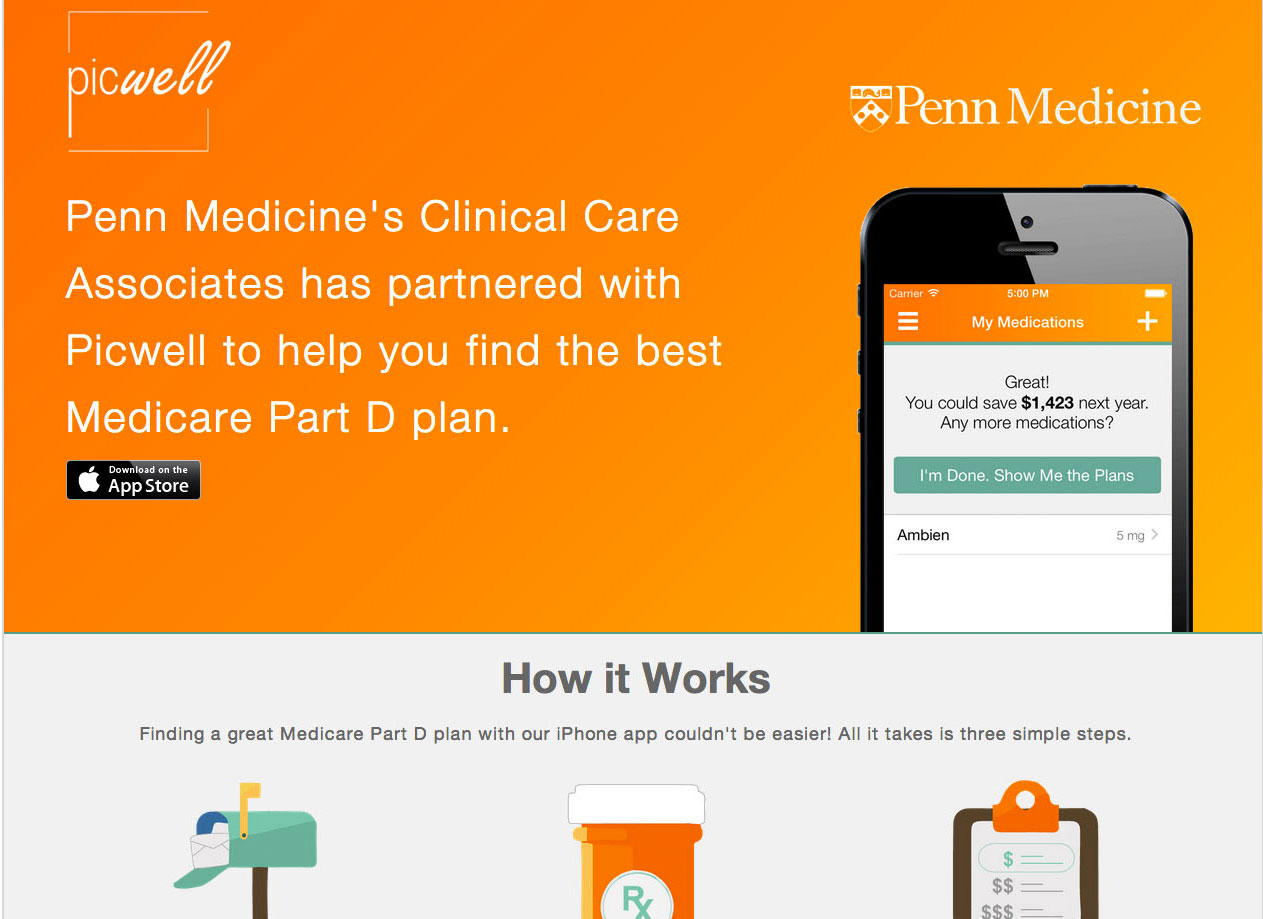 picwell
Penn Medicine
Penn Medicine's Clinical Care
Associates has partnered with
Picwell to help you find the best
Medicare Part D plan.
Download on the
App Store
Carrier 5:00 PM
My Medications
Great!
You could save $1,423 next year.
Any more medications?
I'm Done. Show Me the Plans
Ambien 5 mg
How it Works
Finding a great Medicare Part D plan with our iPhone app couldn't be easier! All it takes is three simple steps.
Rx
$
$$
$$$